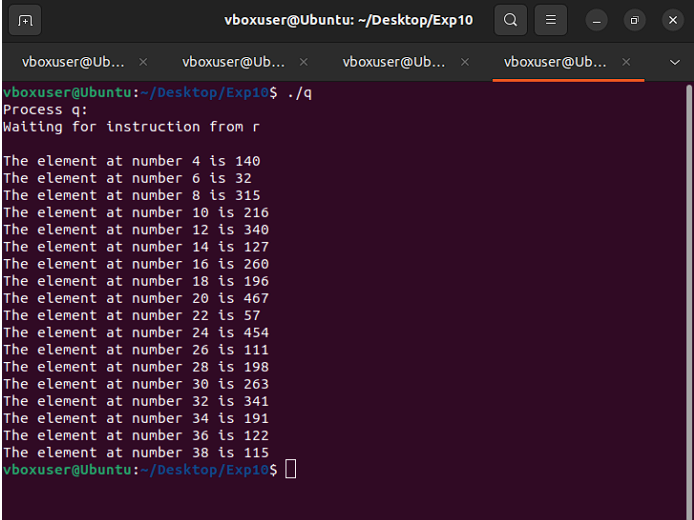 vboxuser@Ubuntu: ~/Desktop/Exp10
vboxuser@Ub... × vboxuser@Ub... × vboxuser@Ub... × vboxuser@Ub... ×
vboxuser@Ubuntu:~/Desktop/Exp10$ ./q
Process q:
Waiting for instruction from r
The element at number 4 is 140
The element at number 6 is 32
The element at number 8 is 315
The element at number 10 is 216
The element at number 12 is 340
The element at number 14 is 127
The element at number 16 is 260
The element at number 18 is 196
The element at number 20 is 467
The element at number 22 is 57
The element at number 24 is 454
The element at number 26 is 111
The element at number 28 is 198
The element at number 30 is 263
The element at number 32 is 341
The element at number 34 is 191
The element at number 36 is 122
The element at number 38 is 115
vboxuser@Ubuntu:~/Desktop/Exp10$